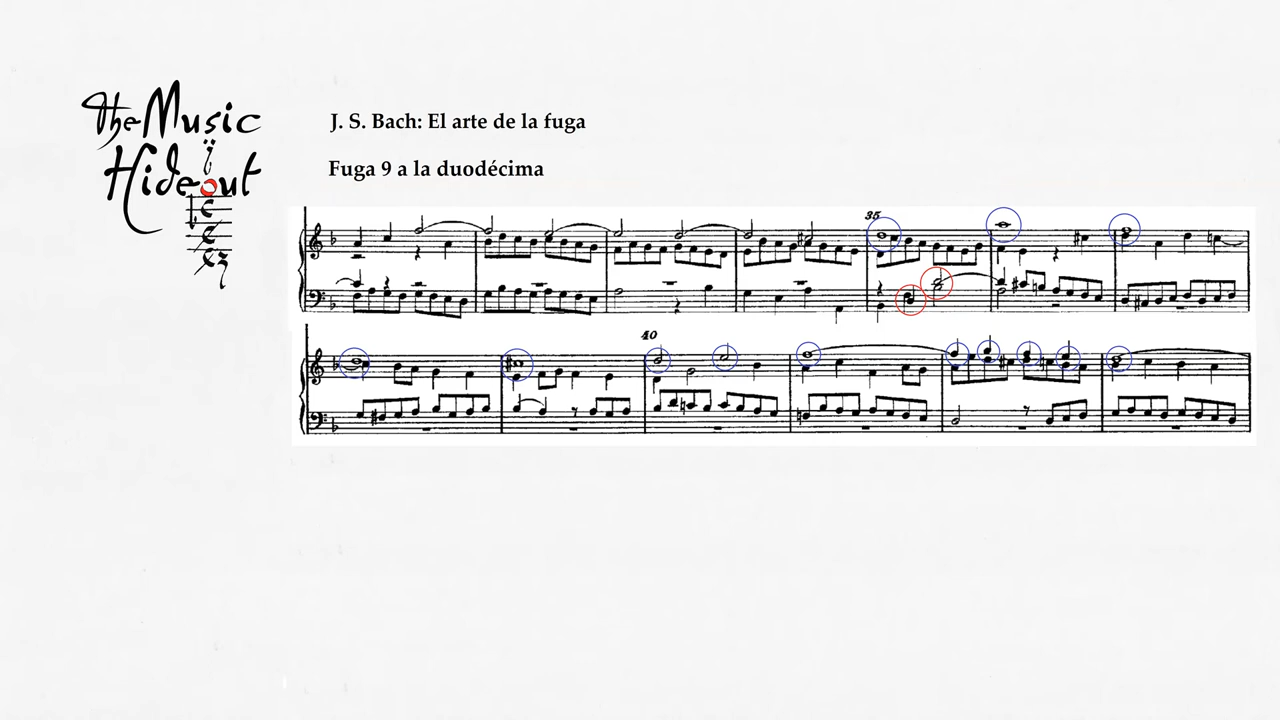 The Music
Hideout
J. S. Bach: El arte de la fuga
Fuga 9 a la duodécima
35
40